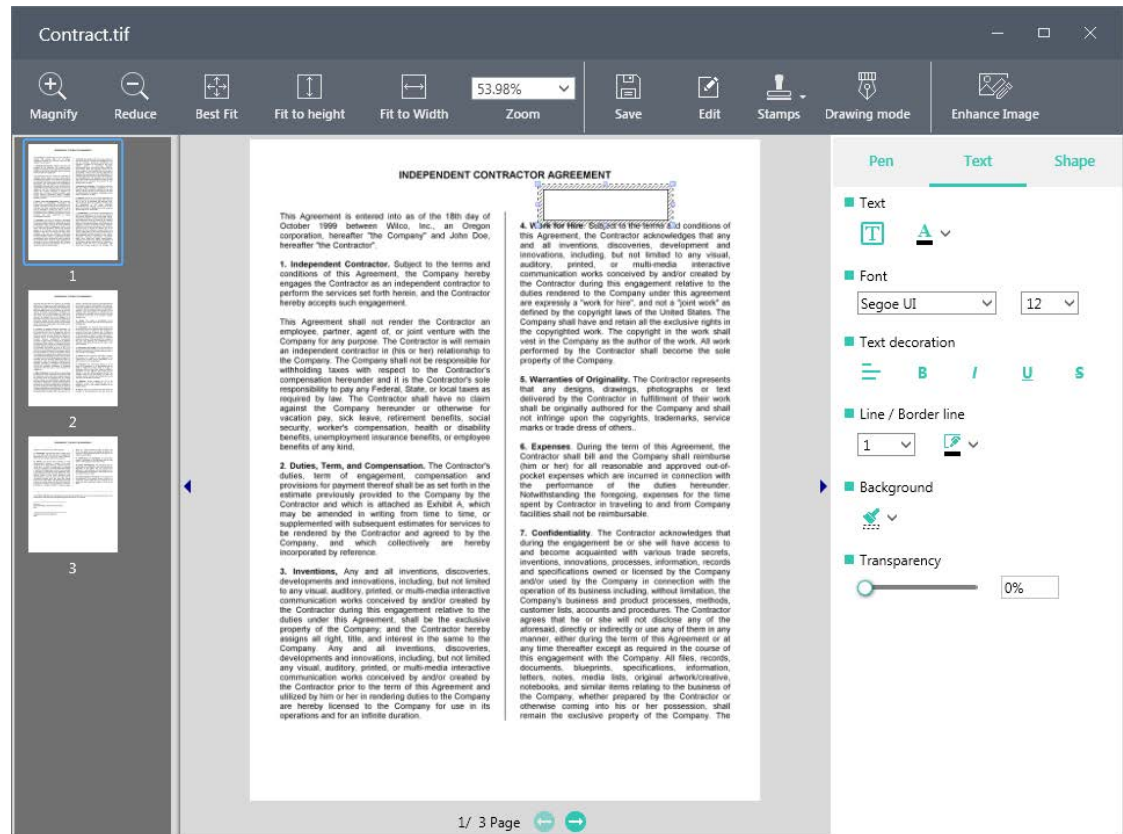 Contract.tif
Magnify
Reduce
Best Fit
Fit to height
Fit to Width
53.98%
Zoom
Save
Edit
Stamps
Drawing mode
Enhance Image
1
2
3
INDEPENDENT CONTRACTOR AGREEMENT
This Agreement is entered into as of the 18th day of
October 1999 between Wilco, Inc., an Oregon
corporation, hereafter "the Company" and John Doe,
hereafter "the Contractor".
1. Independent Contractor. Subject to the terms and
conditions of this Agreement, the Company hereby
engages the Contractor as an independent contractor to
perform the services set forth herein, and the Contractor
hereby accepts such engagement.
This Agreement shall not render the Contractor an
employee, partner, agent of, or joint venture with the
Company for any purpose. The Contractor is will remain
an independent contractor in (his or her) relationship to
the Company. The Company shall not be responsible for
withholding taxes with respect to the Contractor's
compensation hereunder and it is the Contractor's sole
responsibility to pay any Federal, State, or local taxes as
required by law. The Contractor shall have no claim
against the Company hereunder or otherwise for
vacation pay, sick leave, retirement benefits, social
security, worker's compensation, health or disability
benefits, unemployment insurance benefits, or employee
benefits of any kind.
2. Duties, Term, and Compensation. The Contractor's
duties, term of engagement, compensation and
provisions for payment thereof shall be as set forth in the
estimate previously provided to the Company by the
Contractor and which is attached as Exhibit A, which
may be amended in writing from time to time, or
supplemented with subsequent estimates for services to
be rendered by the Contractor and agreed to by the
Company, and which collectively are hereby
incorporated by reference.
3. Inventions, Any and all inventions, discoveries,
developments and innovations, including, but not limited
to any visual, auditory, printed, or multi-media interactive
communication works conceived by and/or created by
the Contractor during this engagement relative to the
duties under this Agreement, shall be the exclusive
property of the Company; and the Contractor hereby
assigns all right, title, and interest in the same to the
Company. Any and all inventions, discoveries,
developments and innovations, including, but not limited
any visual, auditory, printed, or multi-media interactive
communication works conceived by and/or created by
the Contractor prior to the term of this Agreement and
utilized by him or her in rendering duties to the Company
are hereby licensed to the Company for use in its
operations and for an infinite duration.
4. Work for Hire: Subject to the terms and conditions of
this Agreement, the Contractor acknowledges that any
and all inventions, discoveries, development and
innovations, including, but not limited to any visual,
auditory, printed, or multi-media interactive
communication works conceived by and/or created by
the Contractor during this engagement relative to the
duties rendered to the Company under this agreement
are expressly a "work for hire", and not a "joint work" as
defined by the copyright laws of the United States. The
Company shall have and retain all the exclusive rights in
the copyrighted work. The copyright in the work shall
vest in the Company as the author of the work. All work
performed by the Contractor shall become the sole
property of the Company.
5. Warranties of Originality. The Contractor represents
that any designs, drawings, photographs or text
delivered by the Contractor in fulfillment of their work
shall be originally authored for the Company and shall
not infringe upon the copyrights, trademarks, service
marks or trade dress of others..
6. Expenses: During the term of this Agreement, the
Contractor shall bill and the Company shall reimburse
(him or her) for all reasonable and approved out-of-
pocket expenses which are incurred in connection with
the performance of the duties hereunder.
Notwithstanding the foregoing, expenses for the time
spent by Contractor in traveling to and from Company
facilities shall not be reimbursable.
7. Confidentiality. The Contractor acknowledges that
during the engagement be or she will have access to
and become acquainted with various trade secrets,
inventions, innovations, processes, information, records
and specifications owned or licensed by the Company
and/or used by the Company in connection with the
operation of its business including, without limitation, the
Company's business and product processes, methods,
customer lists, accounts and procedures. The Contractor
agrees that he or she will not disclose any of the
aforesaid, directly or indirectly or use any of them in any
manner, either during the term of this Agreement or at
any time thereafter except as required in the course of
this engagement with the Company. All files, records,
documents, blueprints, specifications, information,
letters, notes, media lists, original artwork/creative,
notebooks, and similar items relating to the business of
the Company, whether prepared by the Contractor or
otherwise coming into his or her possession, shall
remain the exclusive property of the Company. The
1/ 3 Page
Pen
Text
Shape
Text
T
A
Font
Segoe UI
12
Text decoration
B
I
U
S
Line / Border line
1
Background
Transparency
0%